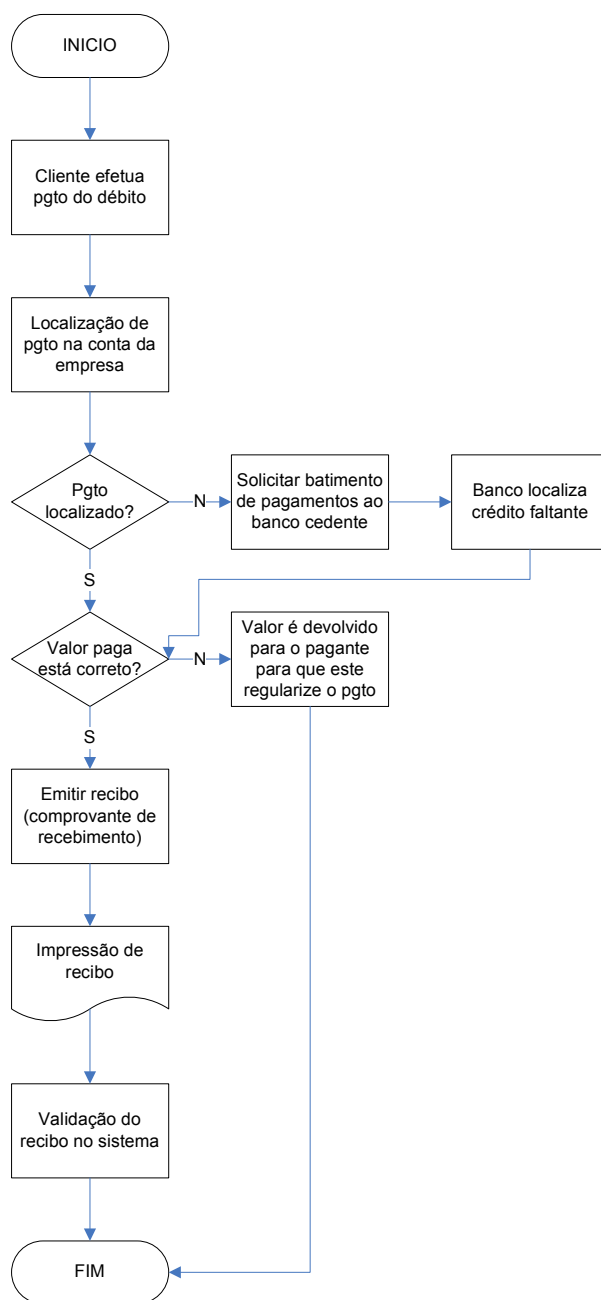 INICIO
Cliente efetua
pgto do débito
Localização de
pgto na conta da
empresa
Pgto
localizado?
N
Solicitar batimento
de pagamentos ao
banco cedente
Banco localiza
crédito faltante
S
Valor paga
está correto?
N
Valor é devolvido
para o pagante
para que este
regularize o pgto
S
Emitir recibo
(comprovante de
recebimento)
Impressão de
recibo
Validação do
recibo no sistema
FIM